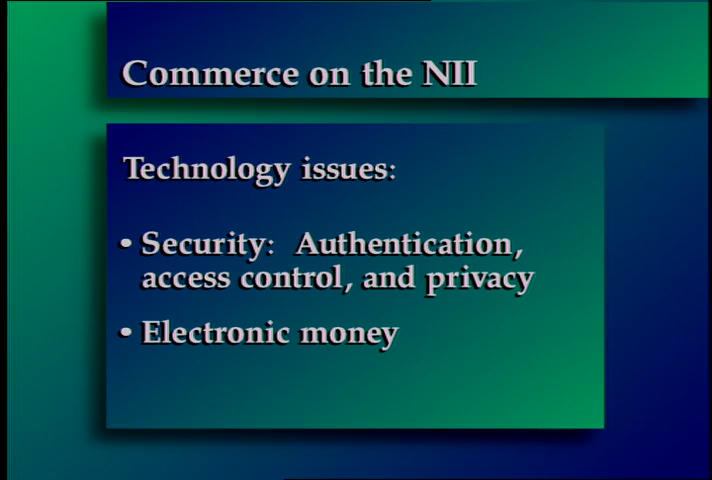 Commerce on the NII
Technology issues:
• Security: Authentication,
access control, and privacy
• Electronic money